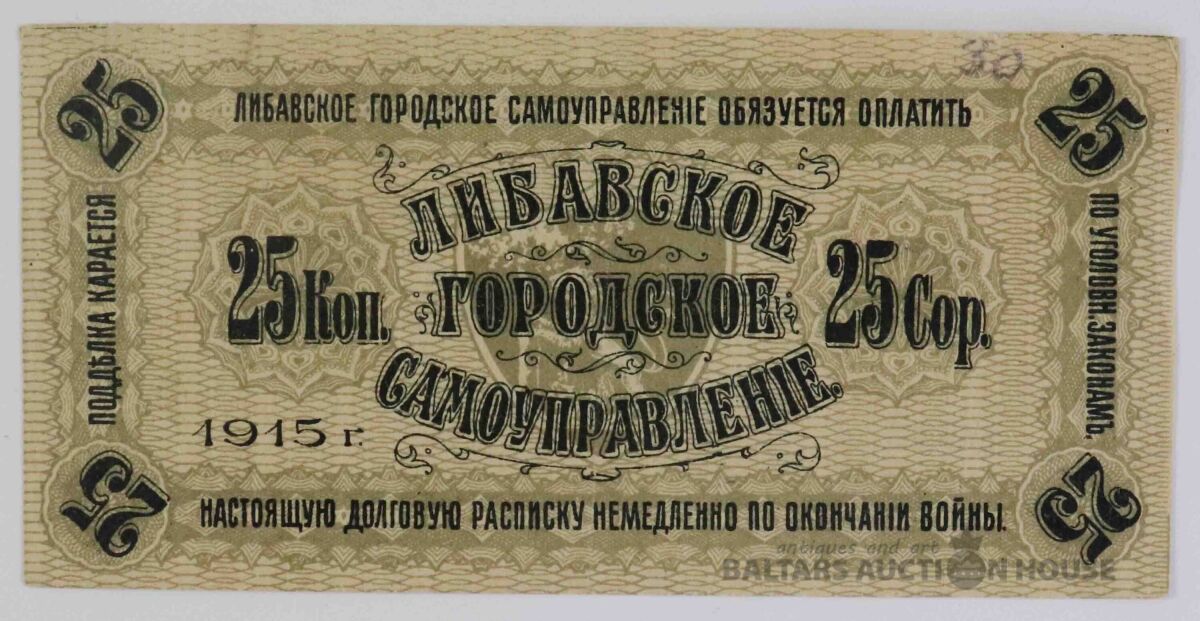 30
25
25
ЛИБАВСКОЕ ГОРОДСКОЕ САМОУПРАВЛЕНІЕ ОБЯЗУЕТСЯ ОПЛАТИТЬ
ПОДДѢЛКА КАРАЕТСЯ
ПО УГОЛОВН ЗАКОНАМЪ.
ЛИБАВСКОЕ
25 Коп.
ГОРОДСКОЕ
25 Сор.
САМОУПРАВЛЕНІЕ.
1915 г.
25
25
НАСТОЯЩУЮ ДОЛГОВУЮ РАСПИСКУ НЕМЕДЛЕННО ПО ОКОНЧАНІИ ВОЙНЫ.
antiques and art
BALTARS AUCTION HOUSE